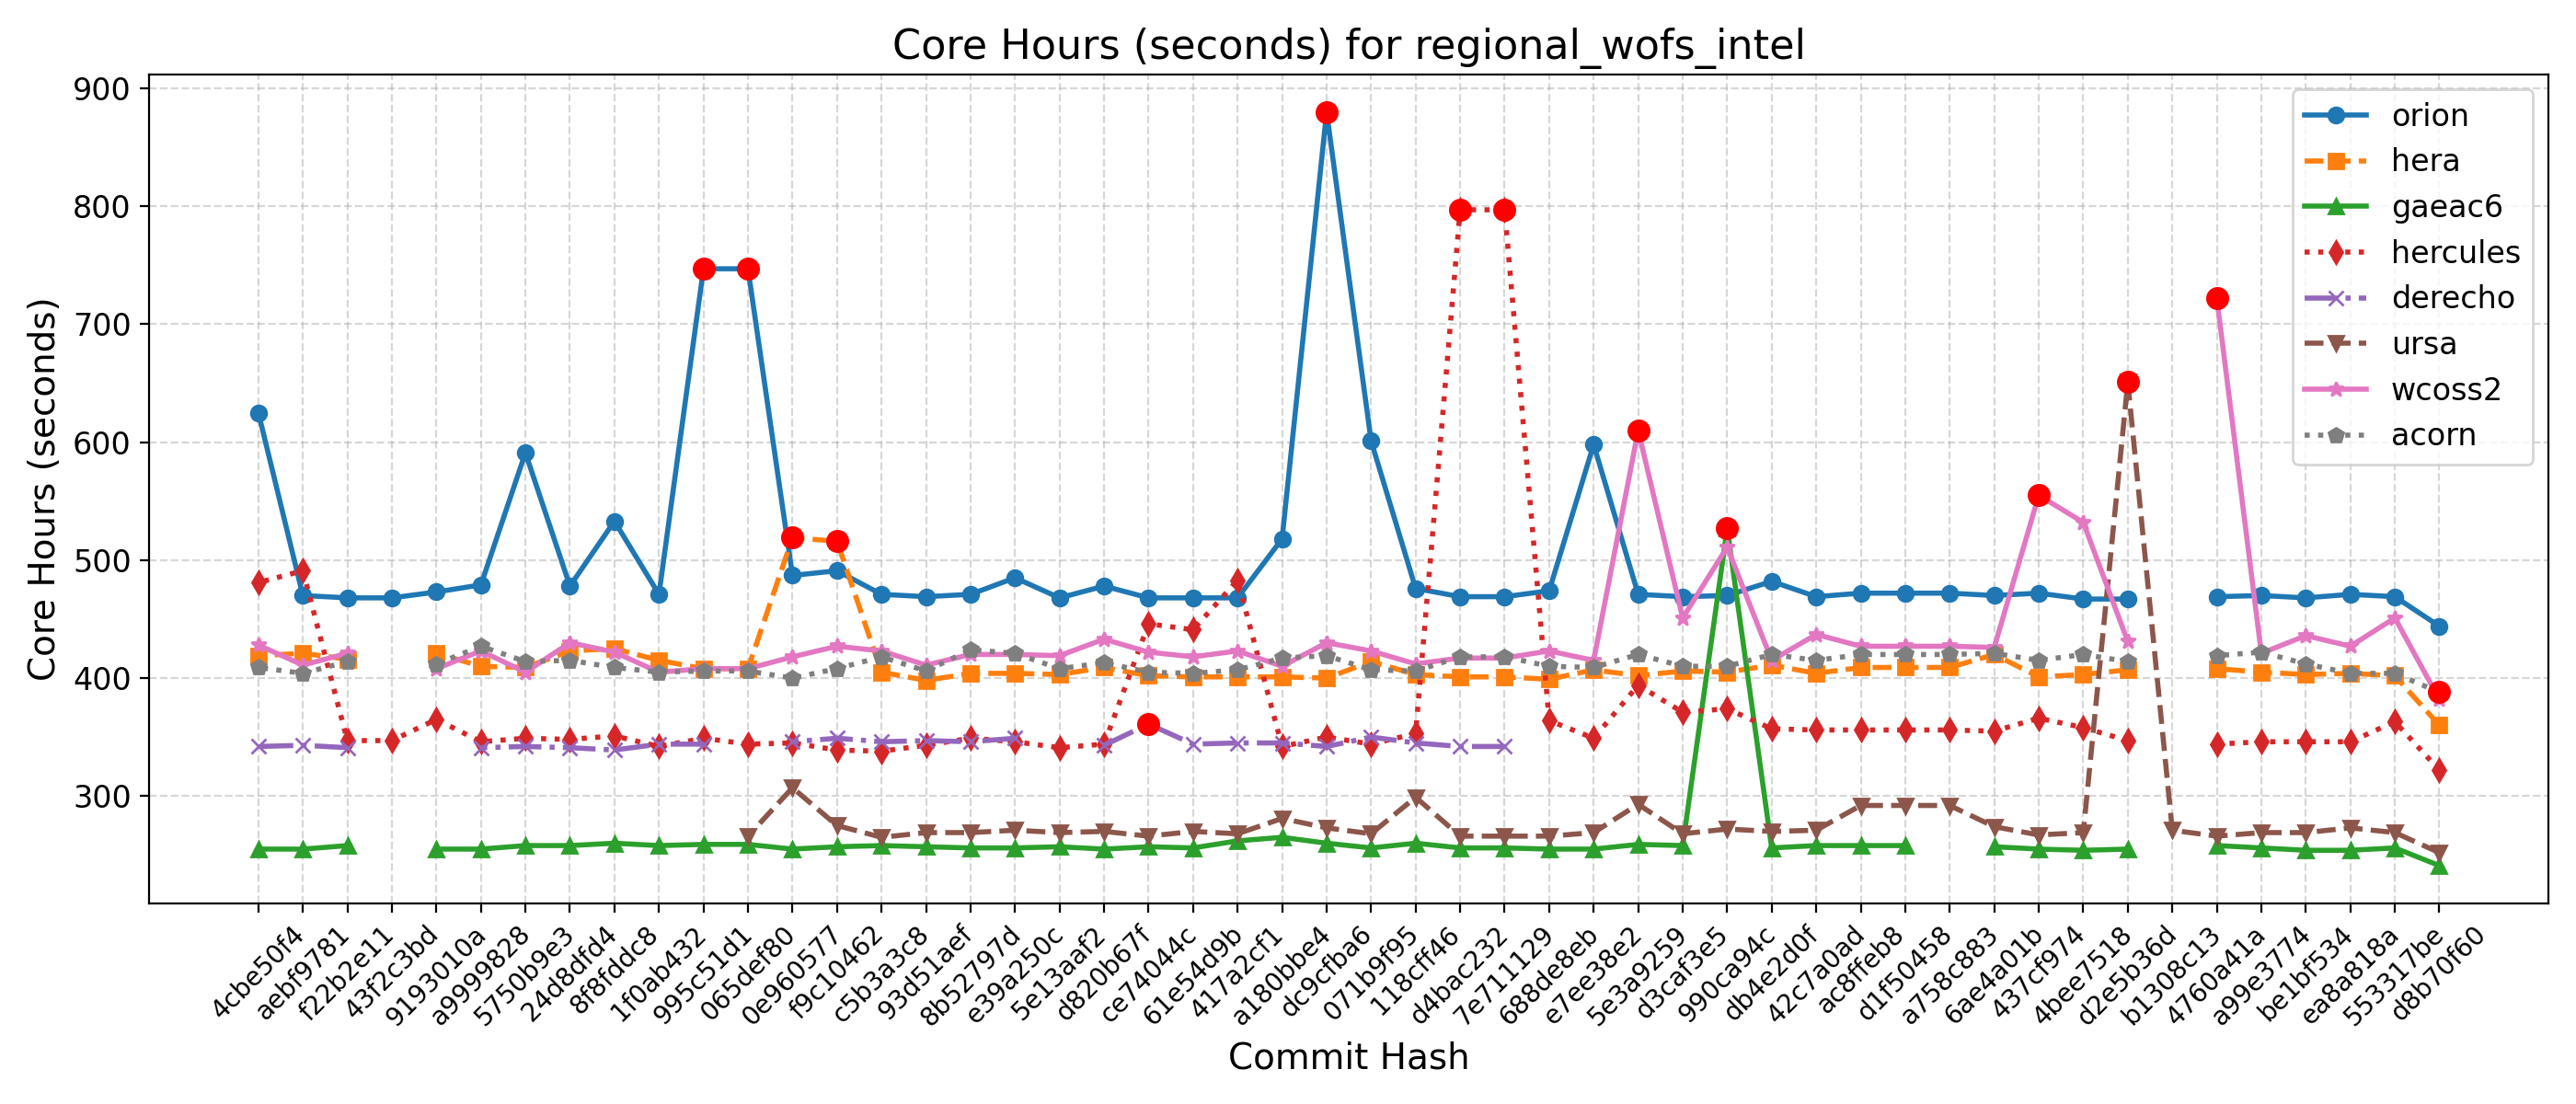 Core Hours (seconds) for regional_wofs_intel
Core Hours (seconds)
900
800
700
600
500
400
300
orion
hera
gaeac6
hercules
derecho
ursa
wcoss2
acorn
4cbe50f4
aebf9781
f22b2e11
43f2c3bd
9193010a
a9999828
5750b9e3
24d8dfd4
8f8fddc8
1f0ab432
995c51d1
065def80
0e960577
f9c10462
c5b3a3c8
93d51aef
8b52797d
e39a250c
5e13aaf2
d820b67f
ce74044c
61e54d9b
417a2cf1
a180bbe4
dc9cfba6
071b9f95
118cff46
d4bac232
7e711129
688de8eb
e7ee38e2
5e3a9259
d3caf3e5
990ca94c
db4e2d0f
42c7a0ad
ac8ffeb8
d1f50458
a758c883
6ae4a01b
437cf974
4bee7518
d2e5b36d
b1308c13
4760a41a
a99e3774
be1bf534
ea8a818a
553317be
d8b70f60
Commit Hash